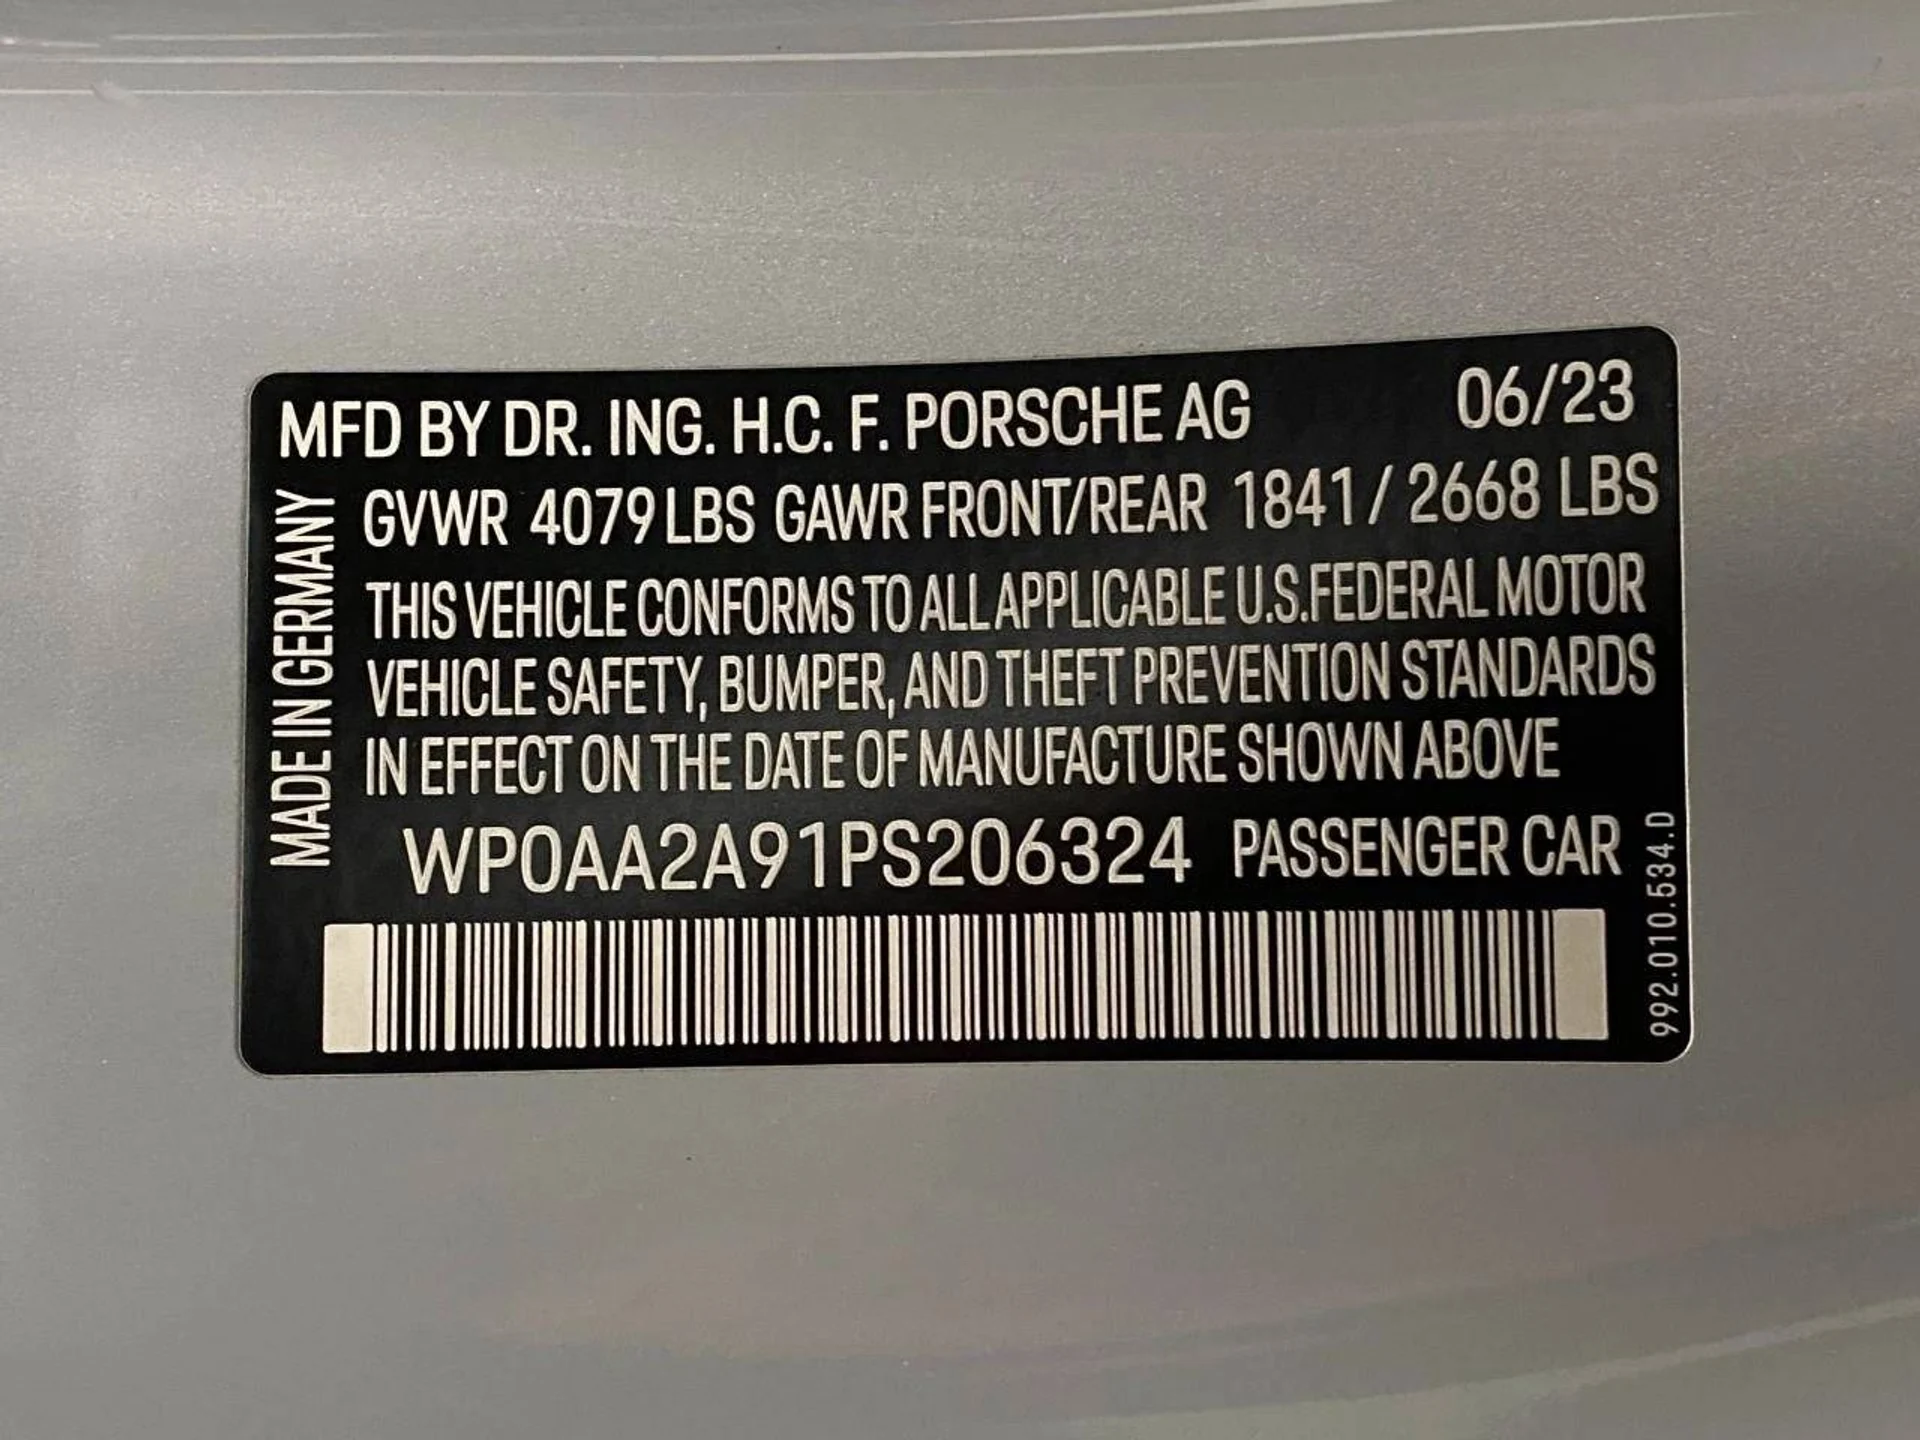 MFD BY DR. ING. H.C. F. PORSCHE AG 06/23
GVWR 4079 LBS GAWR FRONT/REAR 1841 / 2668 LBS
THIS VEHICLE CONFORMS TO ALL APPLICABLE U.S.FEDERAL MOTOR
VEHICLE SAFETY, BUMPER, AND THEFT PREVENTION STANDARDS
IN EFFECT ON THE DATE OF MANUFACTURE SHOWN ABOVE
WP0AA2A91PS206324 PASSENGER CAR
MADE IN GERMANY
992.010.534.D